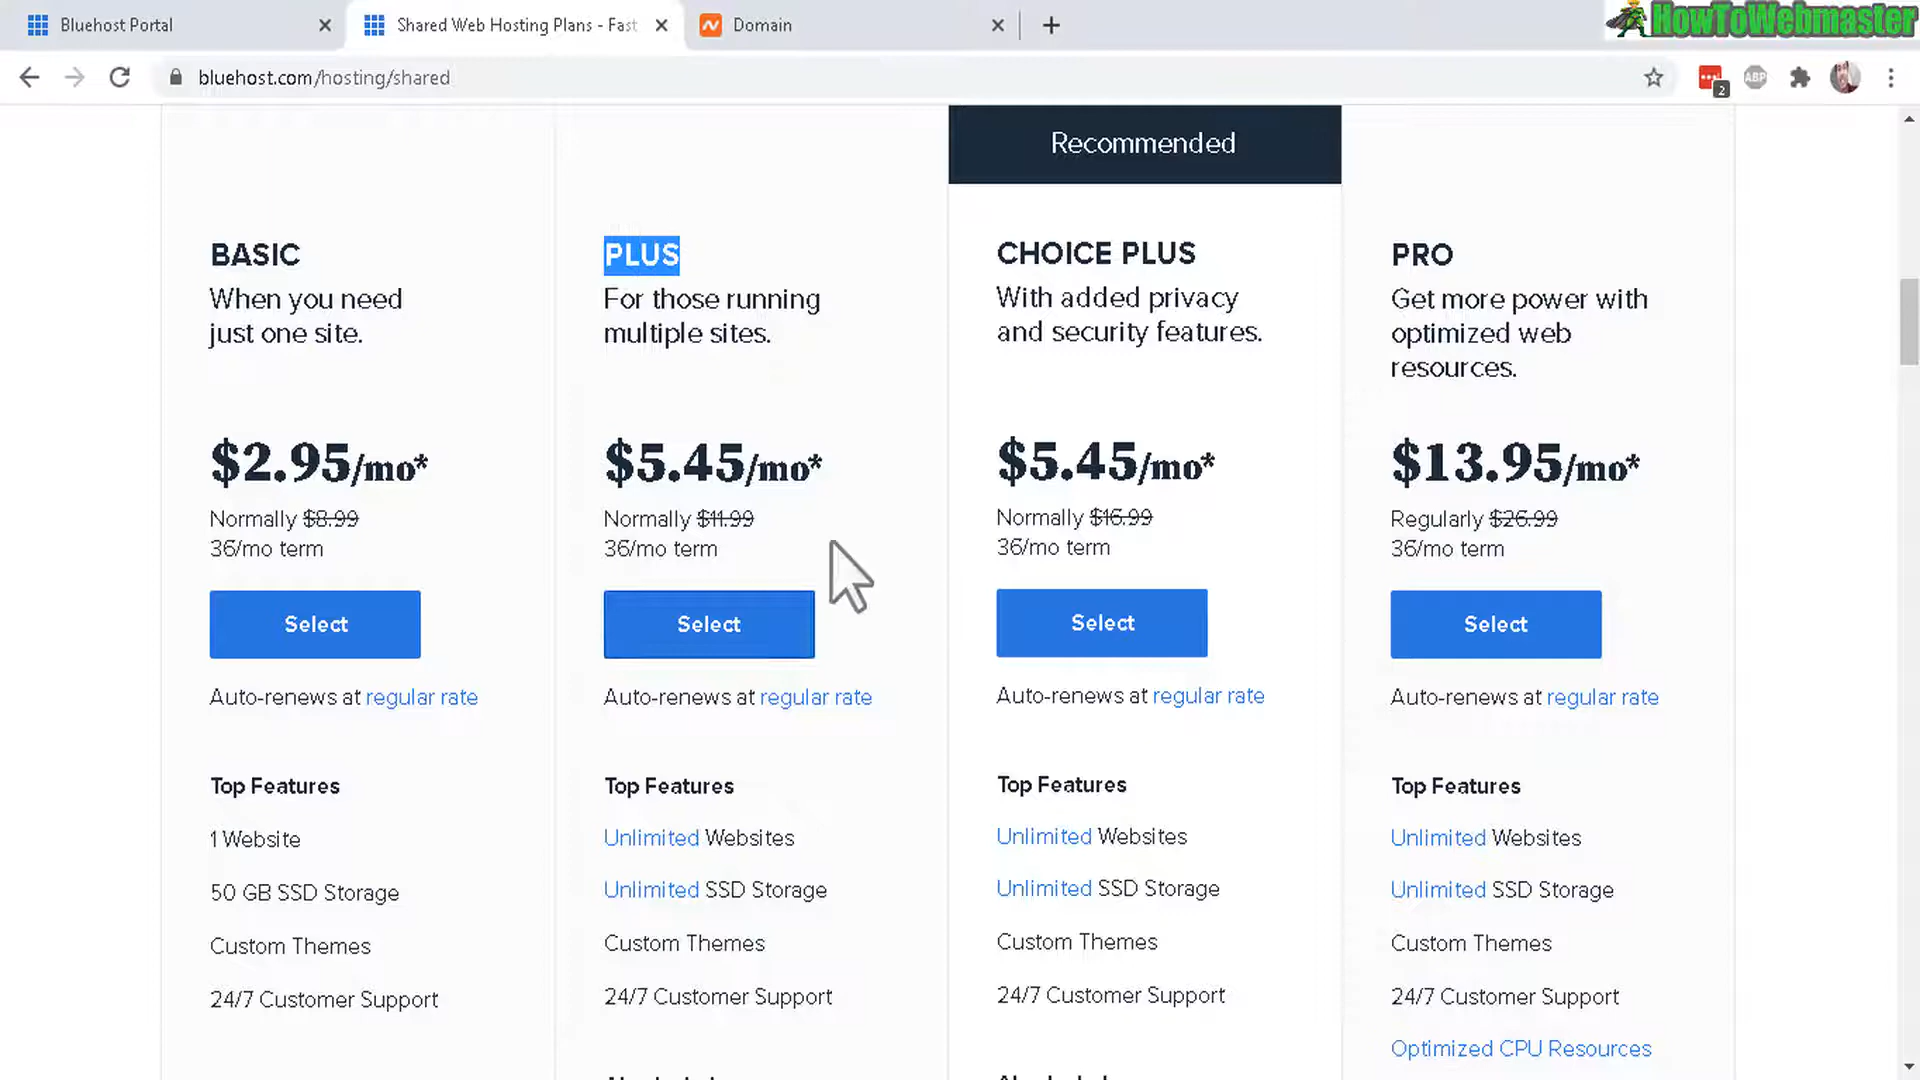 Bluehost Portal
Shared Web Hosting Plans - Fast
Domain
HowToWebmaster
bluehost.com/hosting/shared
ABP
2
Recommended
BASIC
When you need
just one site.
$2.95/mo*
Normally $8.99
36/mo term
Select
Auto-renews at regular rate
Top Features
1 Website
50 GB SSD Storage
Custom Themes
24/7 Customer Support
PLUS
For those running
multiple sites.
$5.45/mo*
Normally $11.99
36/mo term
Select
Auto-renews at regular rate
Top Features
Unlimited Websites
Unlimited SSD Storage
Custom Themes
24/7 Customer Support
CHOICE PLUS
With added privacy
and security features.
$5.45/mo*
Normally $16.99
36/mo term
Select
Auto-renews at regular rate
Top Features
Unlimited Websites
Unlimited SSD Storage
Custom Themes
24/7 Customer Support
PRO
Get more power with
optimized web
resources.
$13.95/mo*
Regularly $26.99
36/mo term
Select
Auto-renews at regular rate
Top Features
Unlimited Websites
Unlimited SSD Storage
Custom Themes
24/7 Customer Support
Optimized CPU Resources